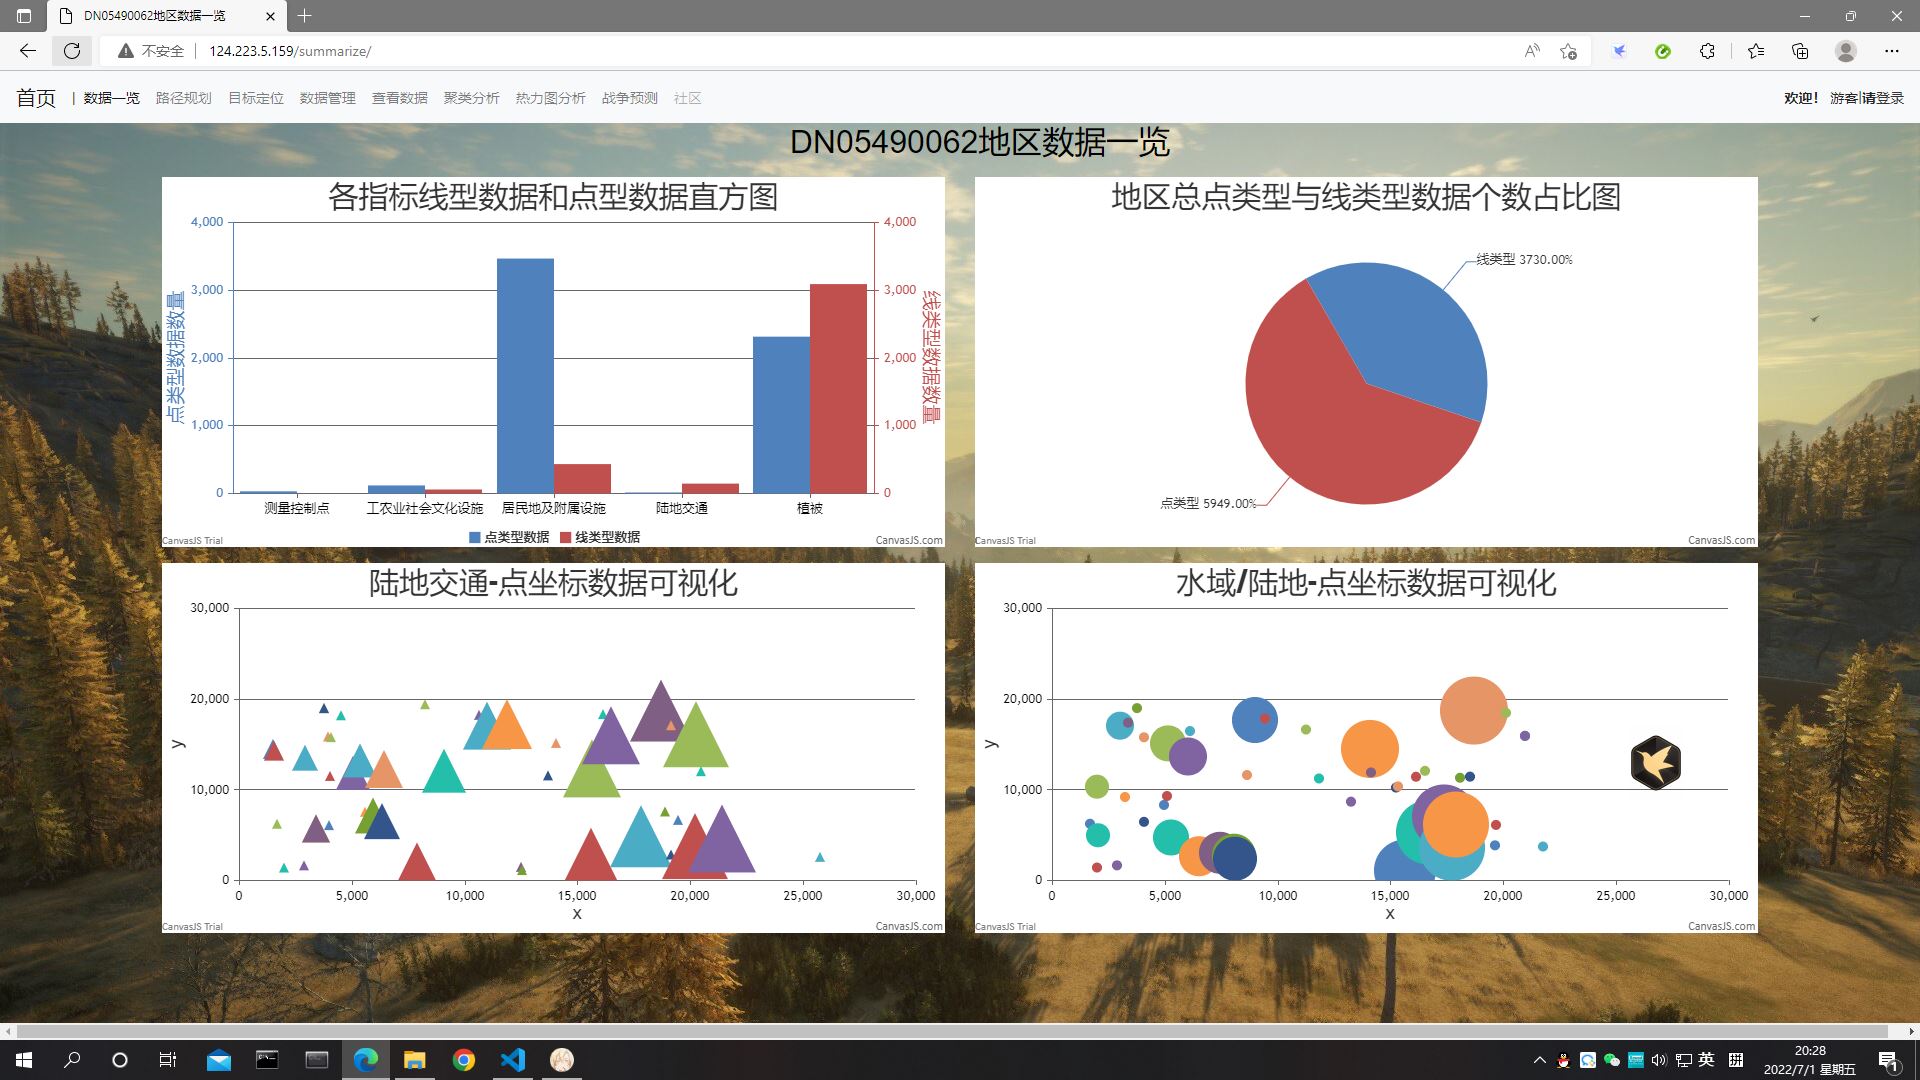 DN05490062地区数据一览
不安全 124.223.5.159/summarize/
首页 | 数据一览 路径规划 目标定位 数据管理 查看数据 聚类分析 热力图分析 战争预测 社区 欢迎! 游客|请登录
DN05490062地区数据一览
各指标线型数据和点型数据直方图
4,000
3,000
2,000
1,000
0
点类型数据数量
4,000
3,000
2,000
1,000
0
线类型数据数量
测量控制点 工农业社会文化设施 居民地及附属设施 陆地交通 植被
点类型数据 线类型数据
CanvasJS Trial CanvasJS.com
地区总点类型与线类型数据个数占比图
线类型 3730.00%
点类型 5949.00%
CanvasJS Trial CanvasJS.com
陆地交通-点坐标数据可视化
30,000
20,000
10,000
0
y
0 5,000 10,000 15,000 20,000 25,000 30,000
x
CanvasJS Trial CanvasJS.com
水域/陆地-点坐标数据可视化
30,000
20,000
10,000
0
y
0 5,000 10,000 15,000 20,000 25,000 30,000
x
CanvasJS Trial CanvasJS.com
英 拼
20:28
2022/7/1 星期五
1